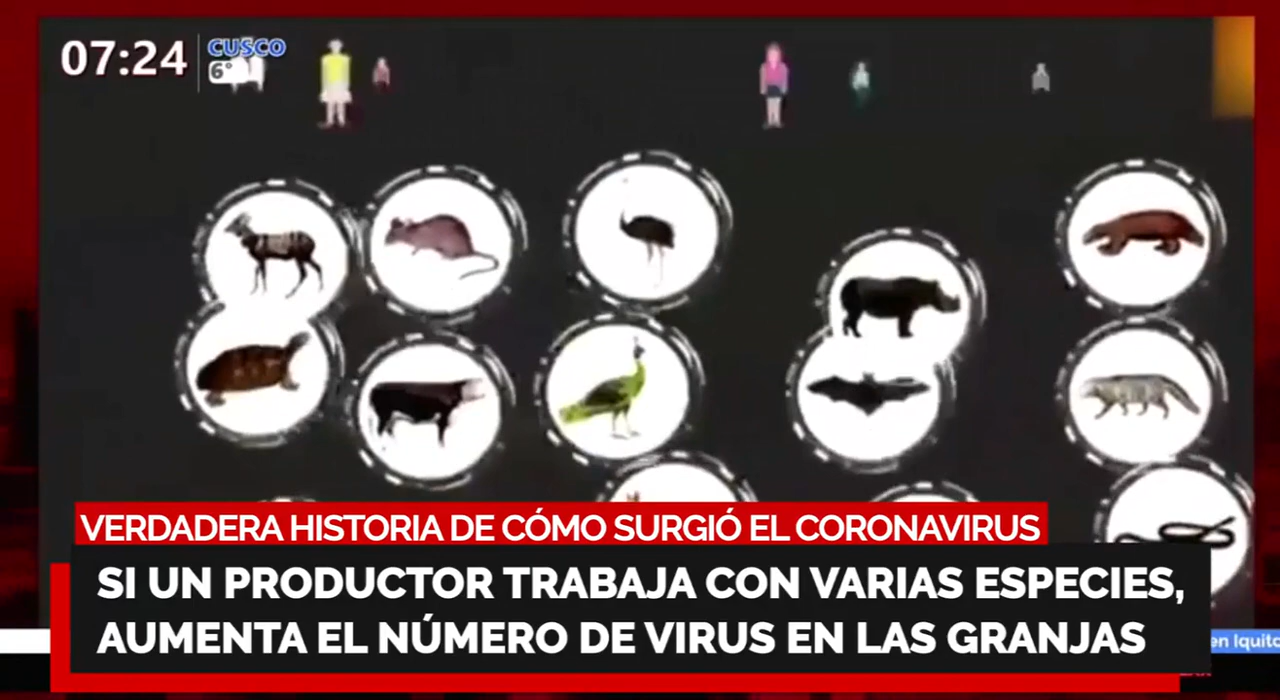 07:24
CUSCO
6°
VERDADERA HISTORIA DE CÓMO SURGIÓ EL CORONAVIRUS
SI UN PRODUCTOR TRABAJA CON VARIAS ESPECIES,
AUMENTA EL NÚMERO DE VIRUS EN LAS GRANJAS
en